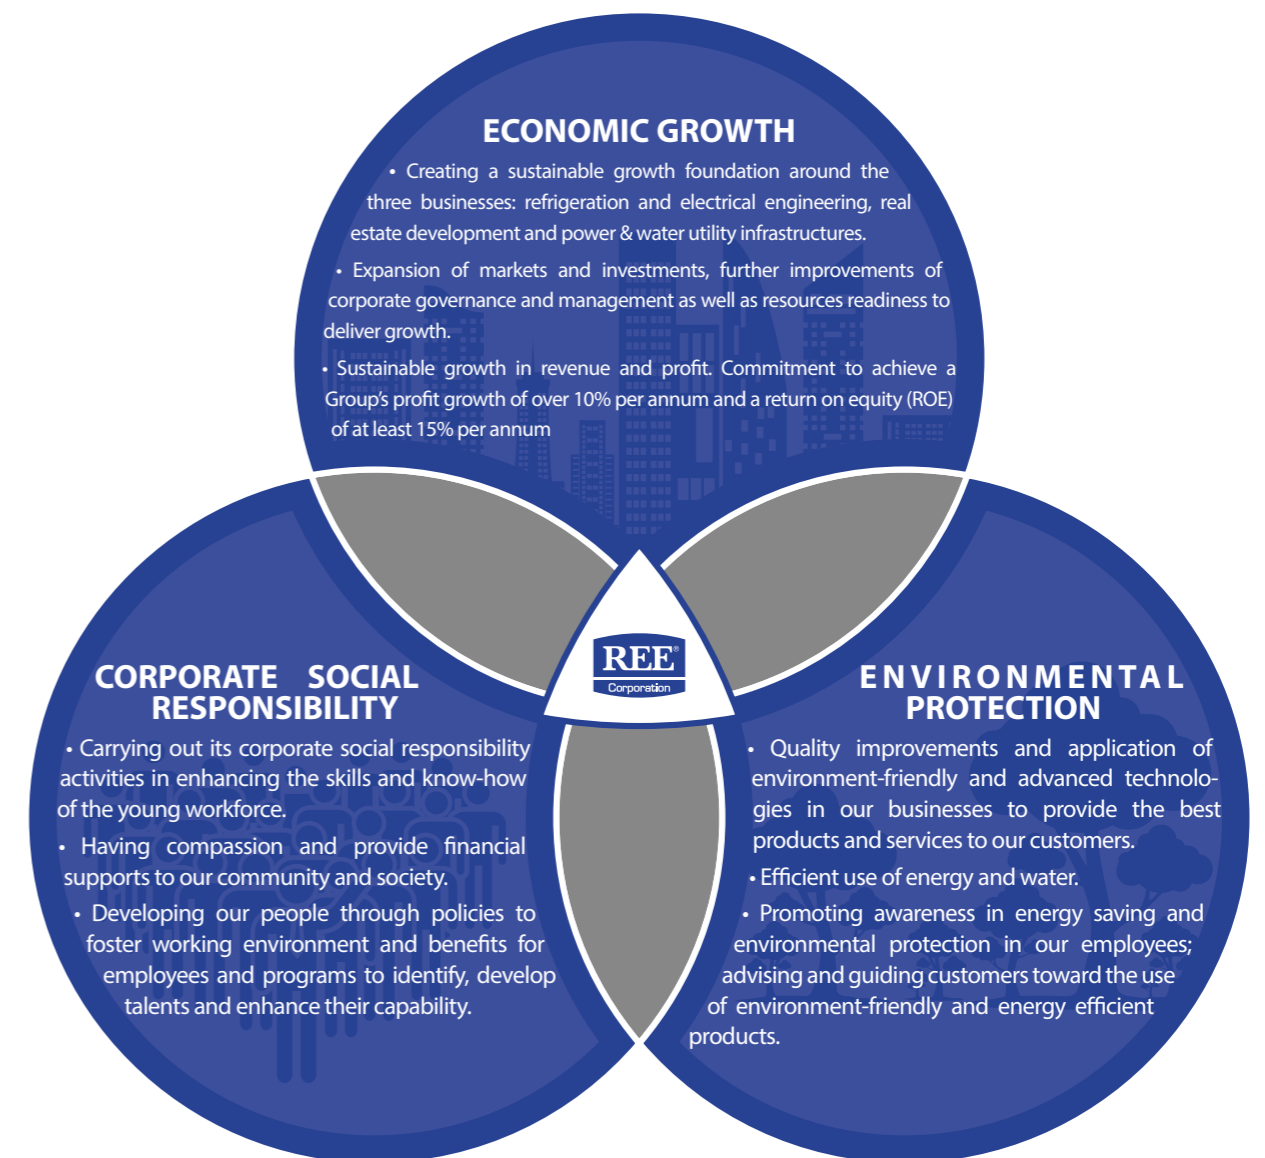 ECONOMIC GROWTH
• Creating a sustainable growth foundation around the
three businesses: refrigeration and electrical engineering, real
estate development and power & water utility infrastructures.
• Expansion of markets and investments, further improvements of
corporate governance and management as well as resources readiness to
deliver growth.
• Sustainable growth in revenue and profit. Commitment to achieve a
Group's profit growth of over 10% per annum and a return on equity (ROE)
of at least 15% per annum
REE®
Corporation
CORPORATE SOCIAL
RESPONSIBILITY
• Carrying out its corporate social responsibility
activities in enhancing the skills and know-how
of the young workforce.
• Having compassion and provide financial
supports to our community and society.
• Developing our people through policies to
foster working environment and benefits for
employees and programs to identify, develop
talents and enhance their capability.
ENVIRONMENTAL
PROTECTION
• Quality improvements and application of
environment-friendly and advanced technolo-
gies in our businesses to provide the best
products and services to our customers.
• Efficient use of energy and water.
• Promoting awareness in energy saving and
environmental protection in our employees;
advising and guiding customers toward the use
of environment-friendly and energy efficient
products.